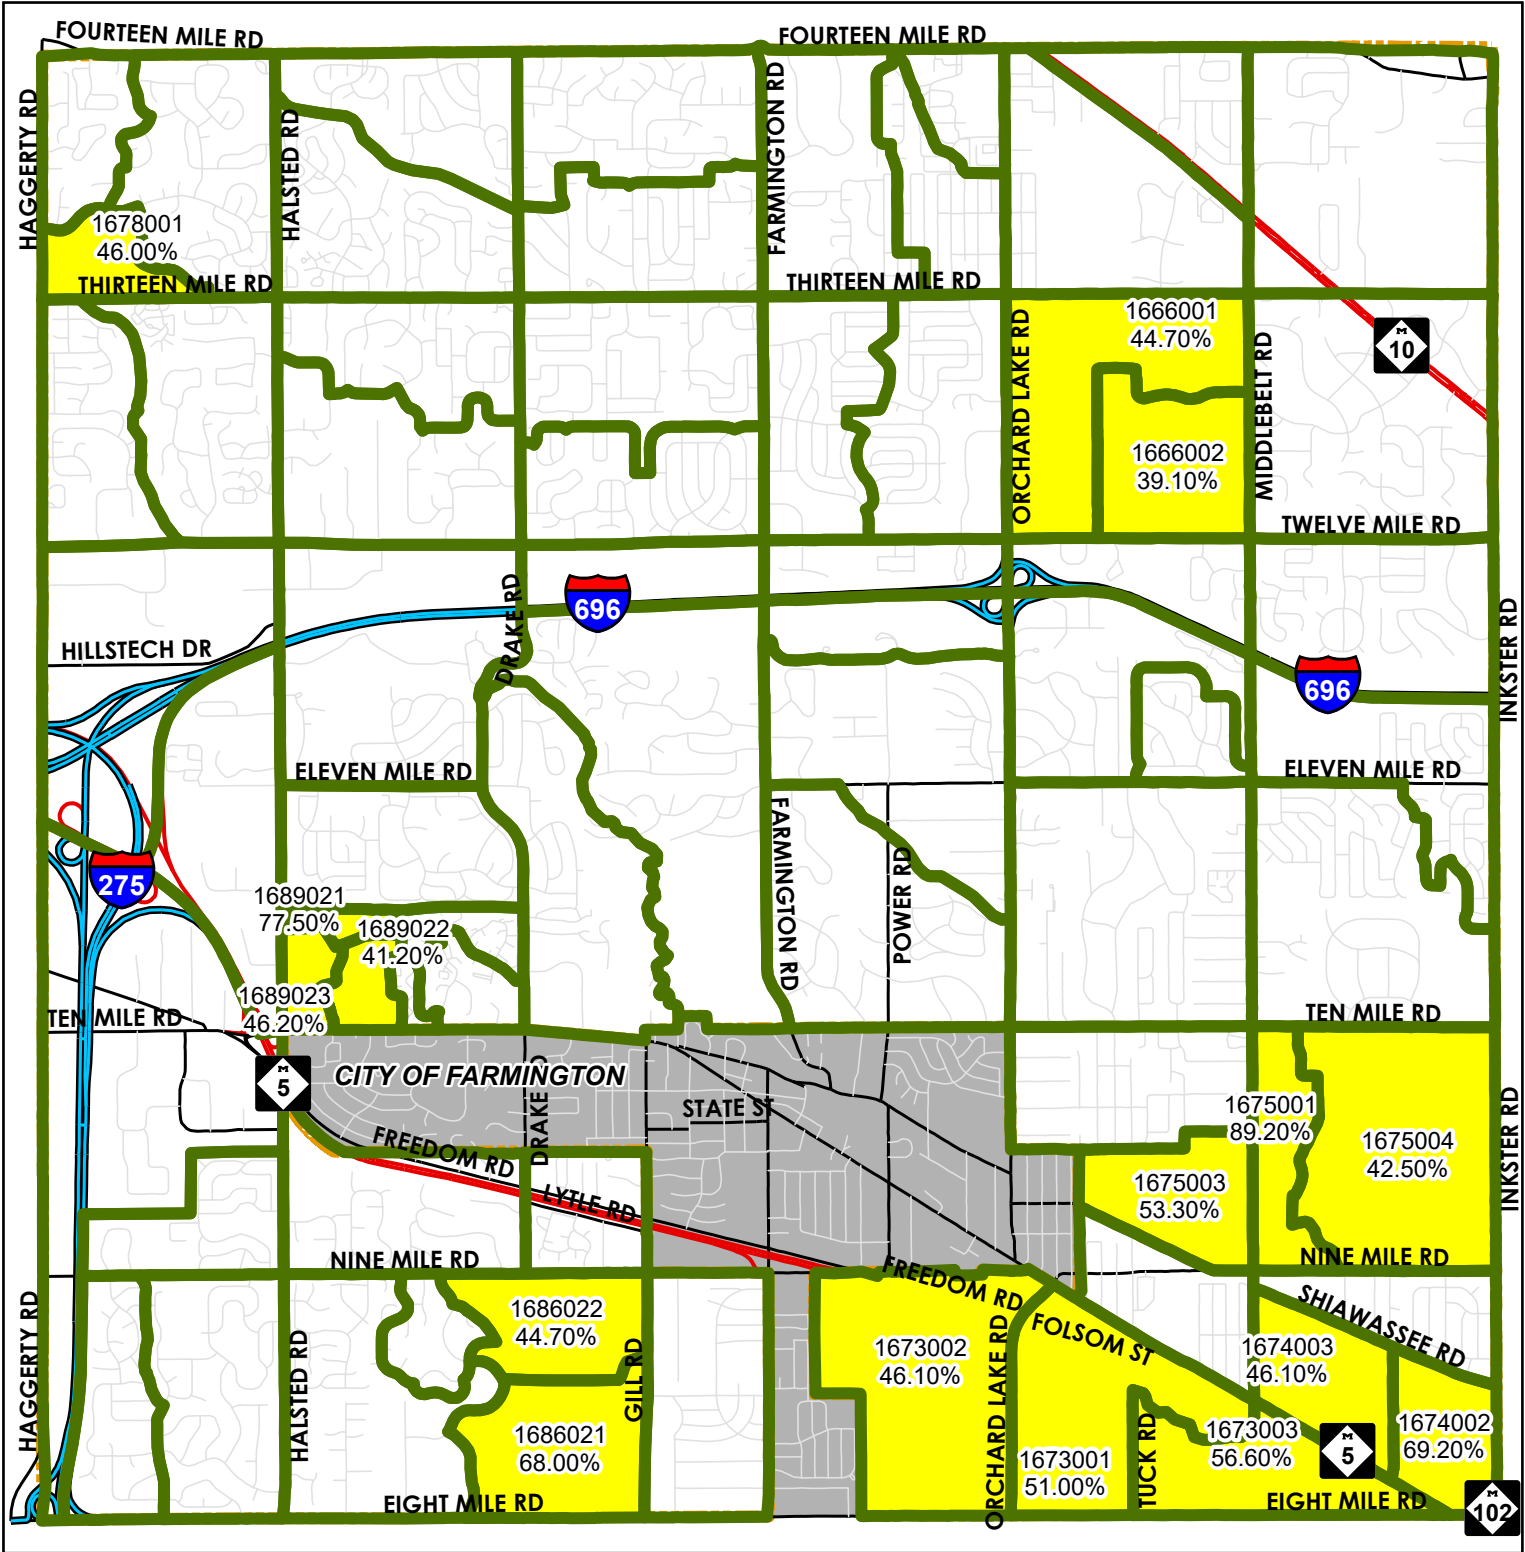 FOURTEEN MILE RD
FOURTEEN MILE RD
HAGGERTY RD
HALSTED RD
FARMINGTON RD
1678001
46.00%
THIRTEEN MILE RD
THIRTEEN MILE RD
ORCHARD LAKE RD
1666001
44.70%
MIDDLEBELT RD
M
10
1666002
39.10%
TWELVE MILE RD
DRAKE RD
696
HILLSTECH DR
696
INKSTER RD
ELEVEN MILE RD
ELEVEN MILE RD
FARMINGTON RD
POWER RD
275
1689021
77.50%
1689022
41.20%
1689023
46.20%
TEN MILE RD
TEN MILE RD
M
5
CITY OF FARMINGTON
DRAKE RD
STATE ST
1675001
89.20%
1675004
42.50%
INKSTER RD
FREEDOM RD
1675003
53.30%
LYTLE RD
NINE MILE RD
NINE MILE RD
FREEDOM RD
HAGGERTY RD
HALSTED RD
1686022
44.70%
GILL RD
1673002
46.10%
ORCHARD LAKE RD
FOLSOM ST
SHIAWASSEE RD
1674003
46.10%
1686021
68.00%
1673001
51.00%
TUCK RD
1673003
56.60%
M
5
1674002
69.20%
EIGHT MILE RD
EIGHT MILE RD
M
102